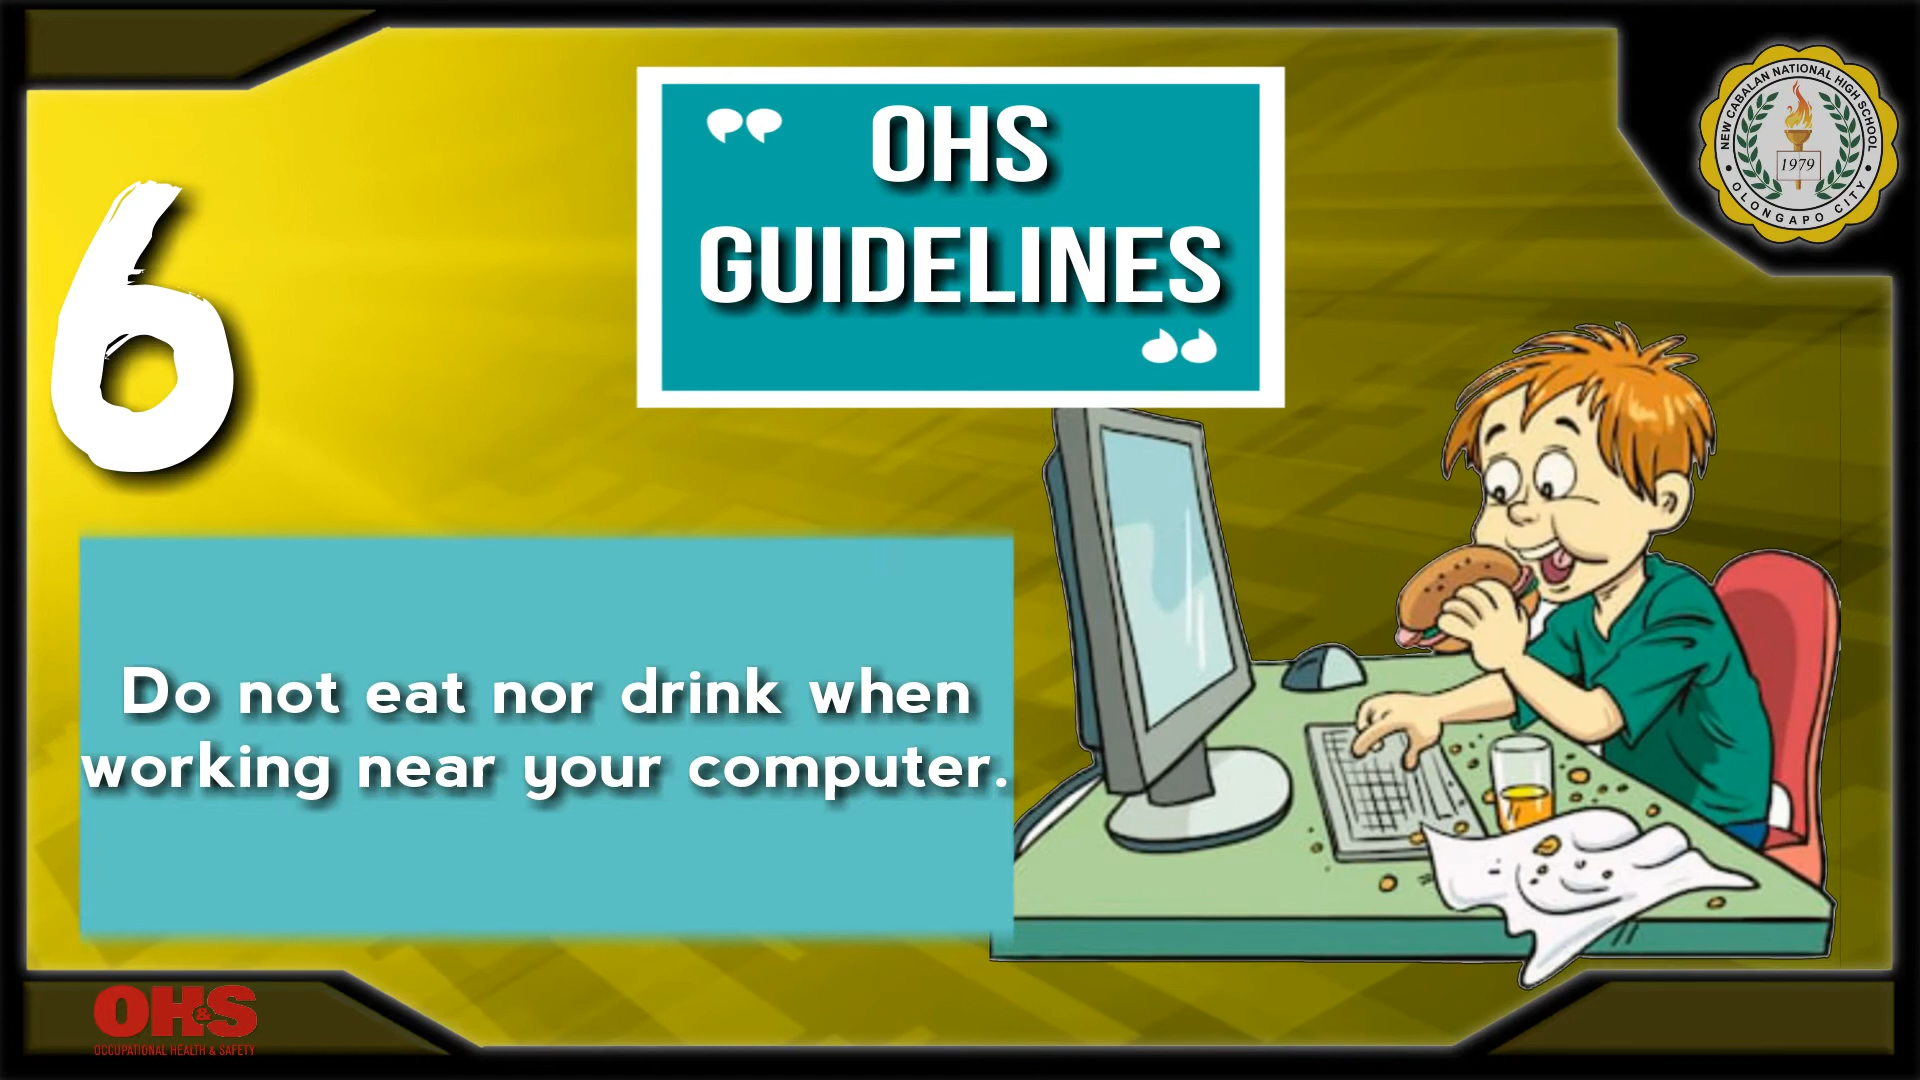 6
❞ OHS
GUIDELINES
❝
NEW CABALAN NATIONAL HIGH SCHOOL
1979
• OLONGAPO CITY •
Do not eat nor drink when
working near your computer.
OH&S
OCCUPATIONAL HEALTH & SAFETY